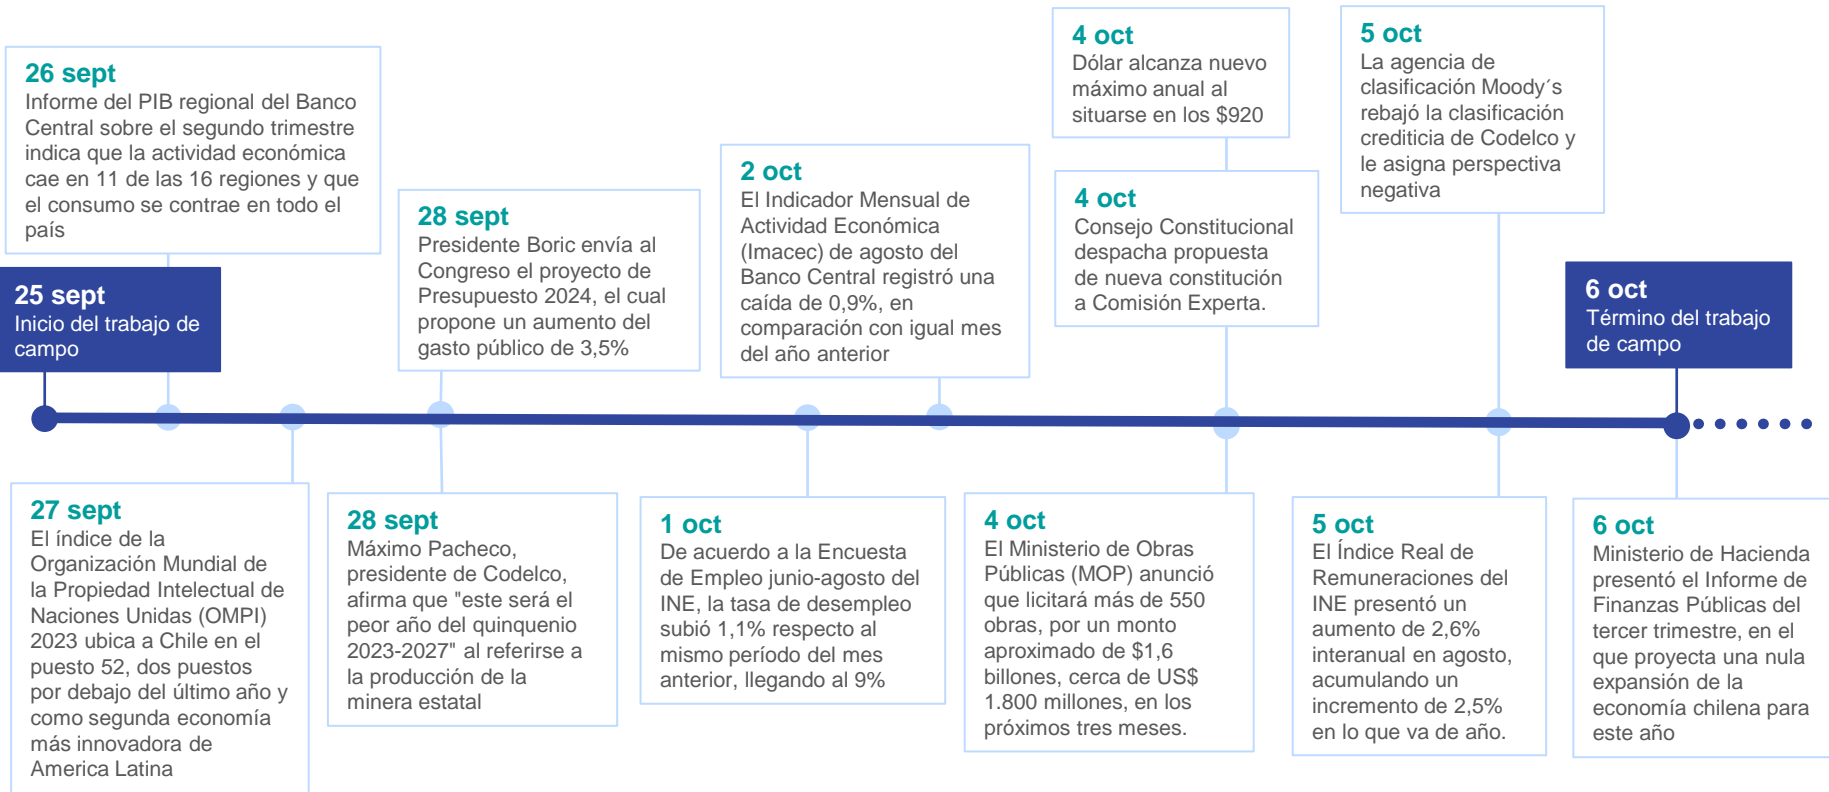 26 sept
Informe del PIB regional del Banco
Central sobre el segundo trimestre
indica que la actividad económica
cae en 11 de las 16 regiones y que
el consumo se contrae en todo el
país
25 sept
Inicio del trabajo de
campo
28 sept
Presidente Boric envía al
Congreso el proyecto de
Presupuesto 2024, el cual
propone un aumento del
gasto público de 3,5%
2 oct
El Indicador Mensual de
Actividad Económica
(Imacec) de agosto del
Banco Central registró una
caída de 0,9%, en
comparación con igual mes
del año anterior
4 oct
Dólar alcanza nuevo
máximo anual al
situarse en los $920
4 oct
Consejo Constitucional
despacha propuesta
de nueva constitución
a Comisión Experta.
5 oct
La agencia de
clasificación Moody´s
rebajó la clasificación
crediticia de Codelco y
le asigna perspectiva
negativa
6 oct
Término del trabajo
de campo
27 sept
El índice de la
Organización Mundial de
la Propiedad Intelectual de
Naciones Unidas (OMPI)
2023 ubica a Chile en el
puesto 52, dos puestos
por debajo del último año y
como segunda economía
más innovadora de
America Latina
28 sept
Máximo Pacheco,
presidente de Codelco,
afirma que "este será el
peor año del quinquenio
2023-2027" al referirse a
la producción de la
minera estatal
1 oct
De acuerdo a la Encuesta
de Empleo junio-agosto del
INE, la tasa de desempleo
subió 1,1% respecto al
mismo período del mes
anterior, llegando al 9%
4 oct
El Ministerio de Obras
Públicas (MOP) anunció
que licitará más de 550
obras, por un monto
aproximado de $1,6
billones, cerca de US$
1.800 millones, en los
próximos tres meses.
5 oct
El Índice Real de
Remuneraciones del
INE presentó un
aumento de 2,6%
interanual en agosto,
acumulando un
incremento de 2,5%
en lo que va de año.
6 oct
Ministerio de Hacienda
presentó el Informe de
Finanzas Públicas del
tercer trimestre, en el
que proyecta una nula
expansión de la
economía chilena para
este año